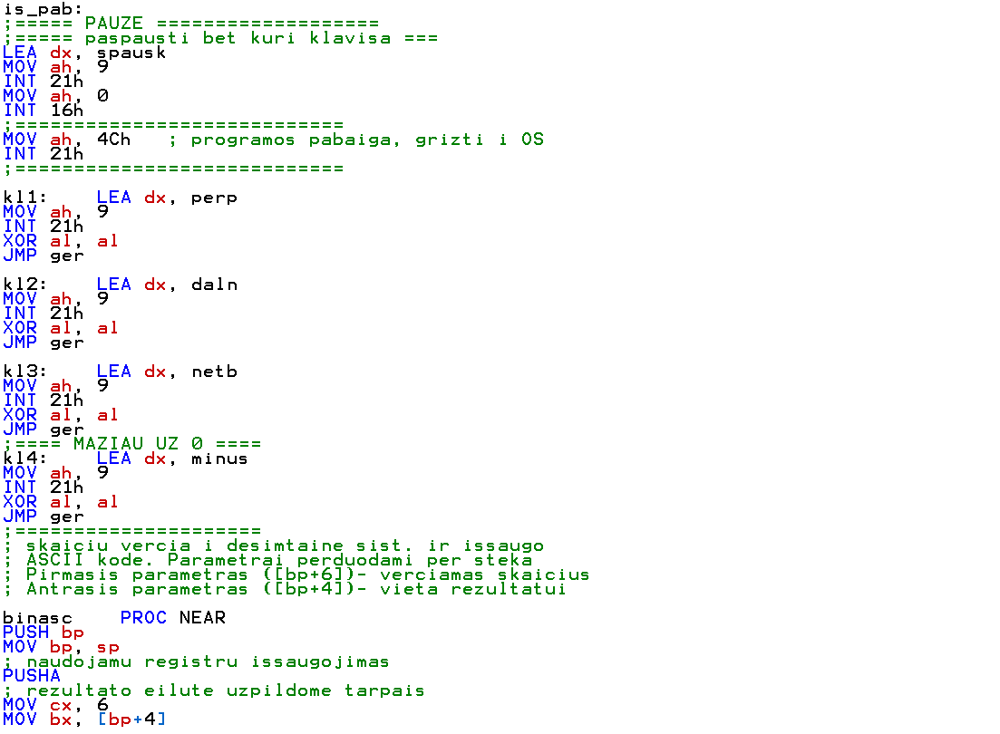 is_pab:
;===== PAUZE ===================
;===== paspausti bet kuri klavisa ===
LEA dx, spausk
MOV ah, 9
INT 21h
MOV ah, 0
INT 16h
;============================
MOV ah, 4Ch   ; programos pabaiga, grizti i OS
INT 21h
;============================
kl1:    LEA dx, perp
MOV ah, 9
INT 21h
XOR al, al
JMP ger
kl2:    LEA dx, daln
MOV ah, 9
INT 21h
XOR al, al
JMP ger
kl3:    LEA dx, netb
MOV ah, 9
INT 21h
XOR al, al
JMP ger
;==== MAZIAU UZ 0 ====
kl4:    LEA dx, minus
MOV ah, 9
INT 21h
XOR al, al
JMP ger
;=====================
; skaiciu vercia i desimtaine sist. ir issaugo
; ASCII kode. Parametrai perduodami per steka
; Pirmasis parametras ([bp+6])- verciamas skaicius
; Antrasis parametras ([bp+4])- vieta rezultatui
binasc    PROC NEAR
PUSH bp
MOV bp, sp
; naudojamu registru issaugojimas
PUSHA
; rezultato eilute uzpildome tarpais
MOV cx, 6
MOV bx, [bp+4]